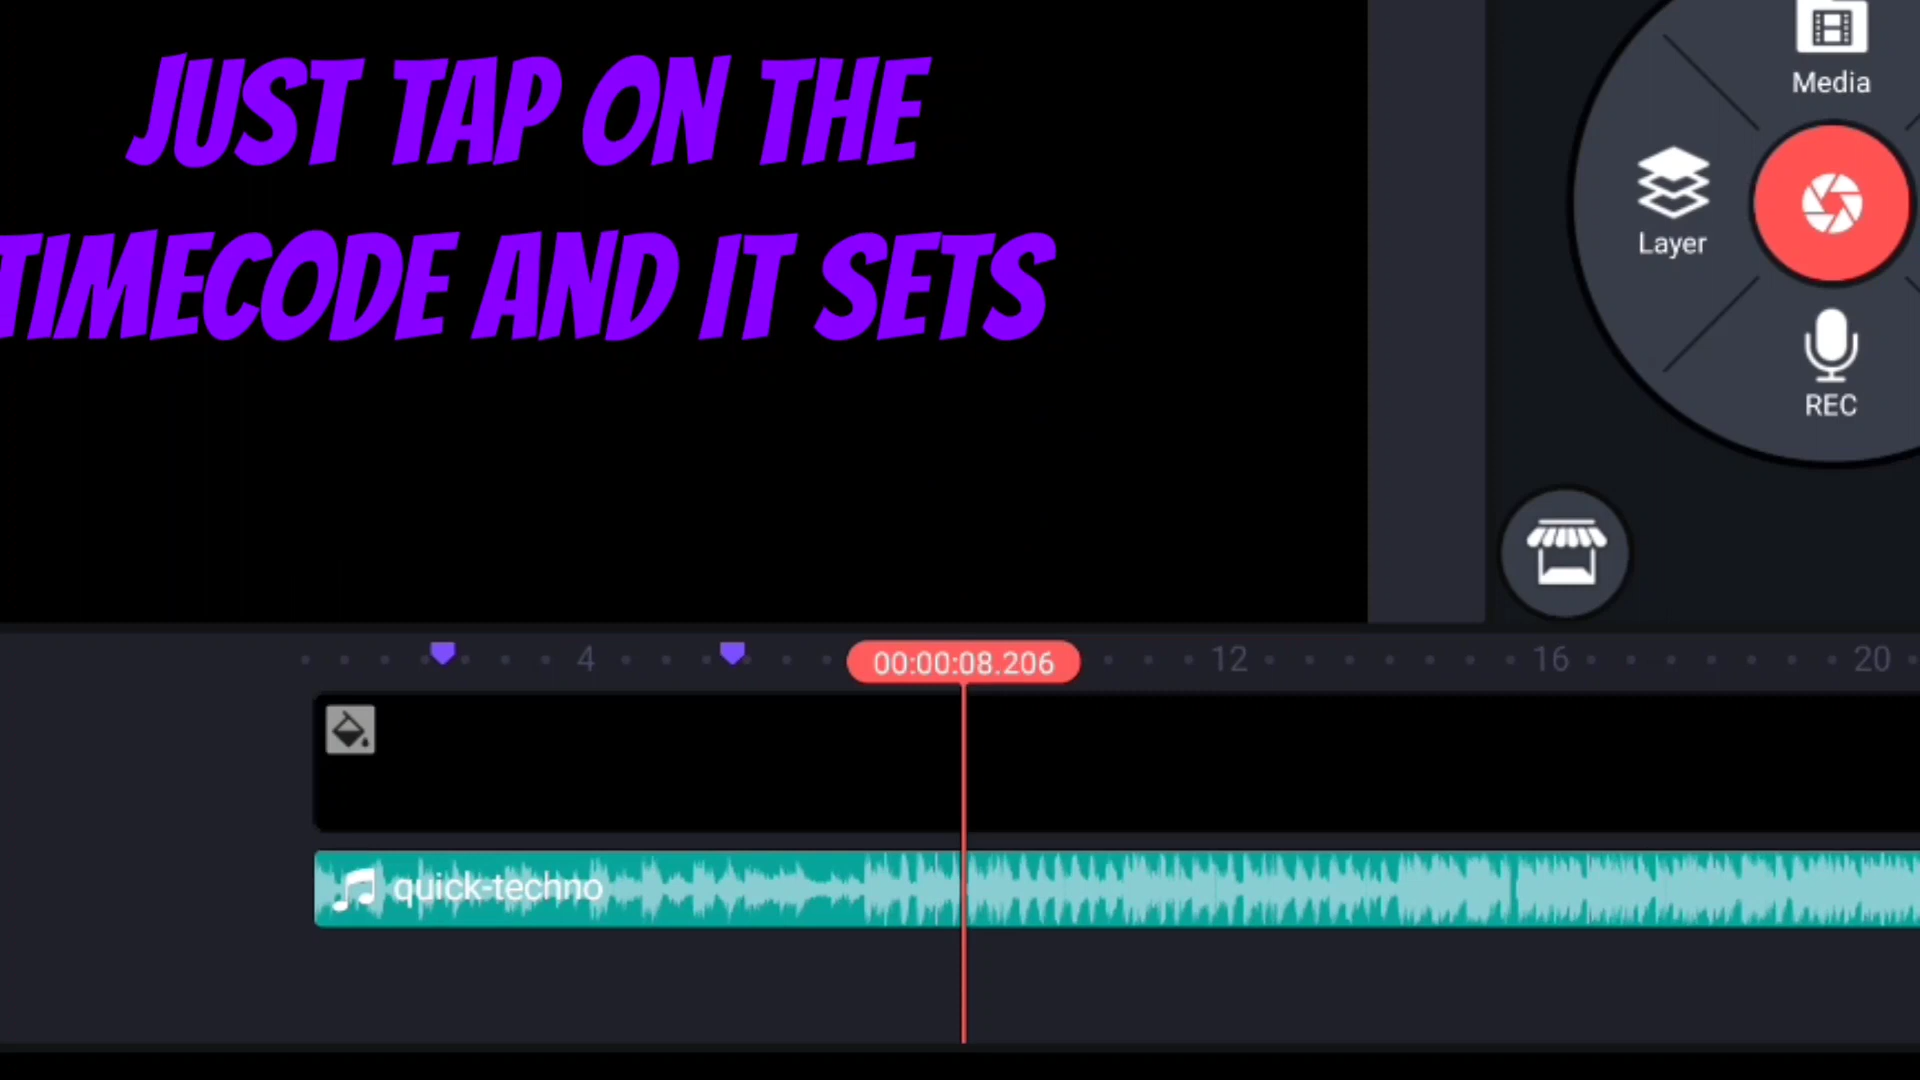 JUST TAP ON THE
TIMECODE AND IT SETS
Media
Layer
REC
4
00:00:08.206
12
16
20
quick-techno